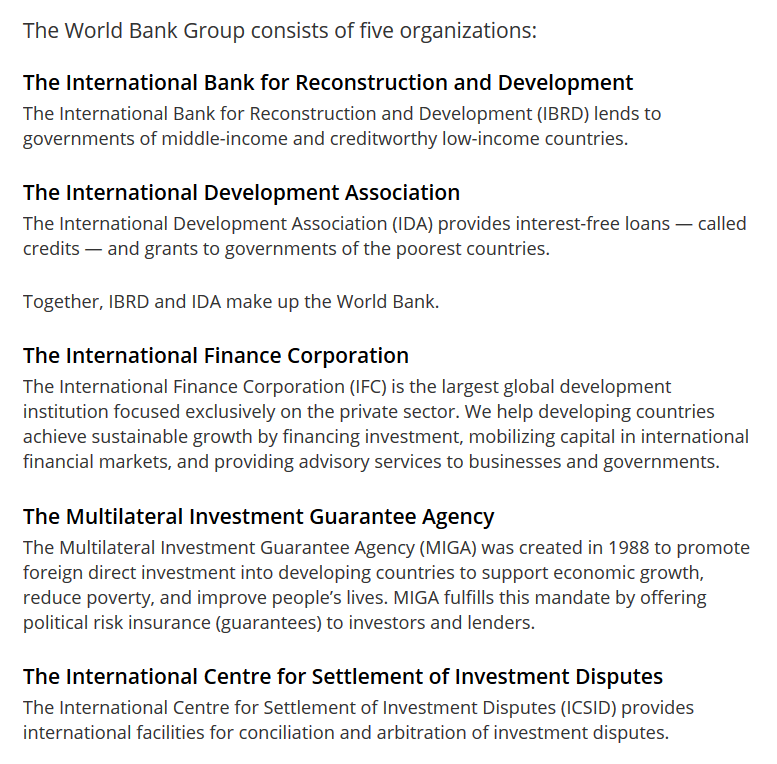 The World Bank Group consists of five organizations:
The International Bank for Reconstruction and Development
The International Bank for Reconstruction and Development (IBRD) lends to
governments of middle-income and creditworthy low-income countries.
The International Development Association
The International Development Association (IDA) provides interest-free loans — called
credits — and grants to governments of the poorest countries.
Together, IBRD and IDA make up the World Bank.
The International Finance Corporation
The International Finance Corporation (IFC) is the largest global development
institution focused exclusively on the private sector. We help developing countries
achieve sustainable growth by financing investment, mobilizing capital in international
financial markets, and providing advisory services to businesses and governments.
The Multilateral Investment Guarantee Agency
The Multilateral Investment Guarantee Agency (MIGA) was created in 1988 to promote
foreign direct investment into developing countries to support economic growth,
reduce poverty, and improve people’s lives. MIGA fulfills this mandate by offering
political risk insurance (guarantees) to investors and lenders.
The International Centre for Settlement of Investment Disputes
The International Centre for Settlement of Investment Disputes (ICSID) provides
international facilities for conciliation and arbitration of investment disputes.